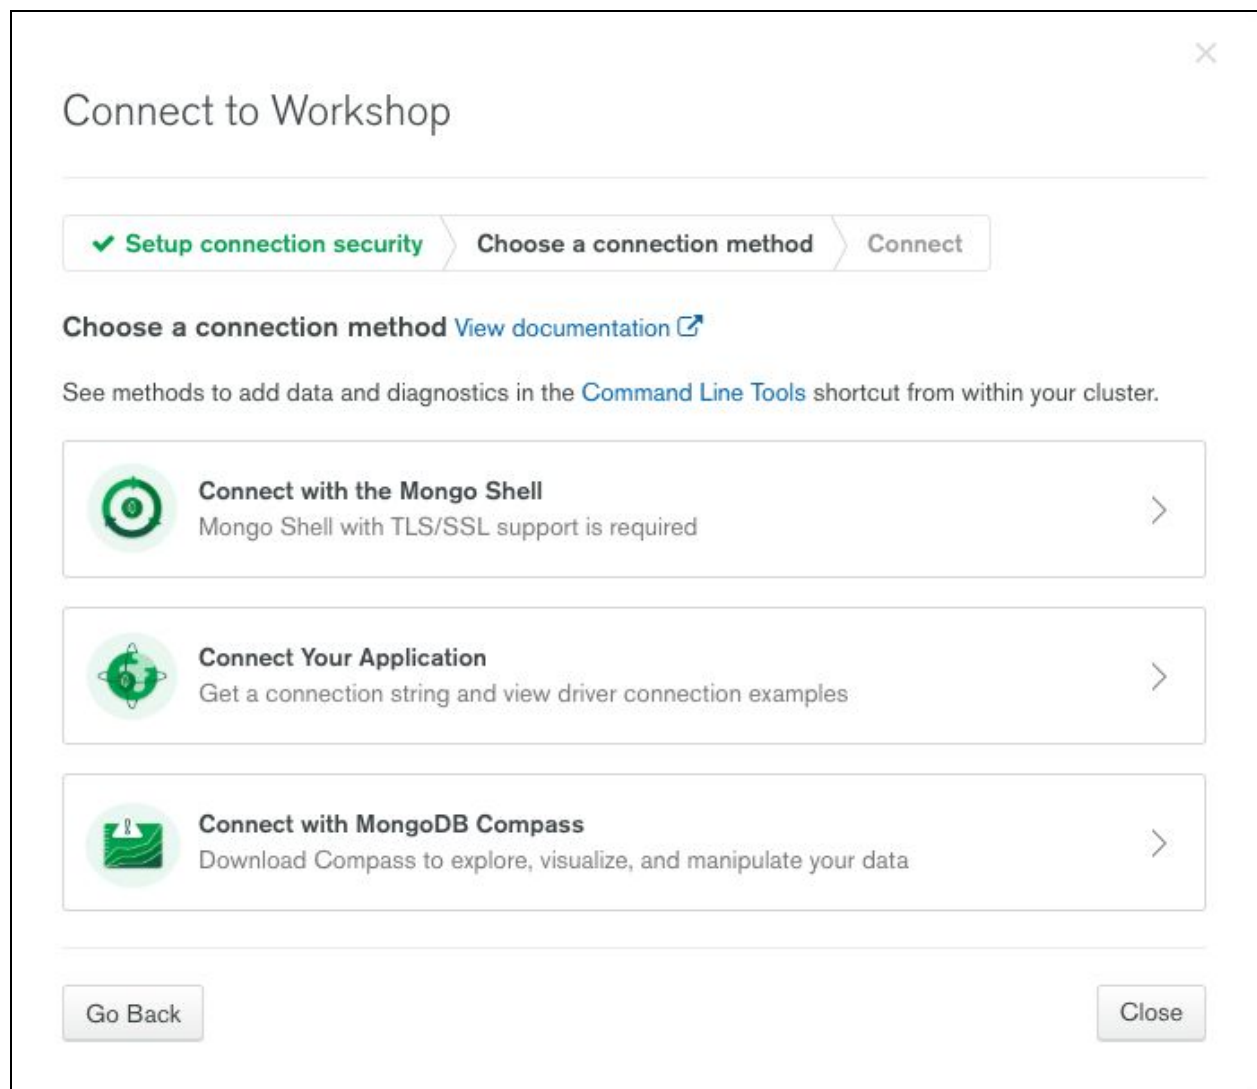 Connect to Workshop
Setup connection security
Choose a connection method
Connect
Choose a connection method View documentation
See methods to add data and diagnostics in the Command Line Tools shortcut from within your cluster.
Connect with the Mongo Shell
Mongo Shell with TLS/SSL support is required
Connect Your Application
Get a connection string and view driver connection examples
Connect with MongoDB Compass
Download Compass to explore, visualize, and manipulate your data
Go Back
Close